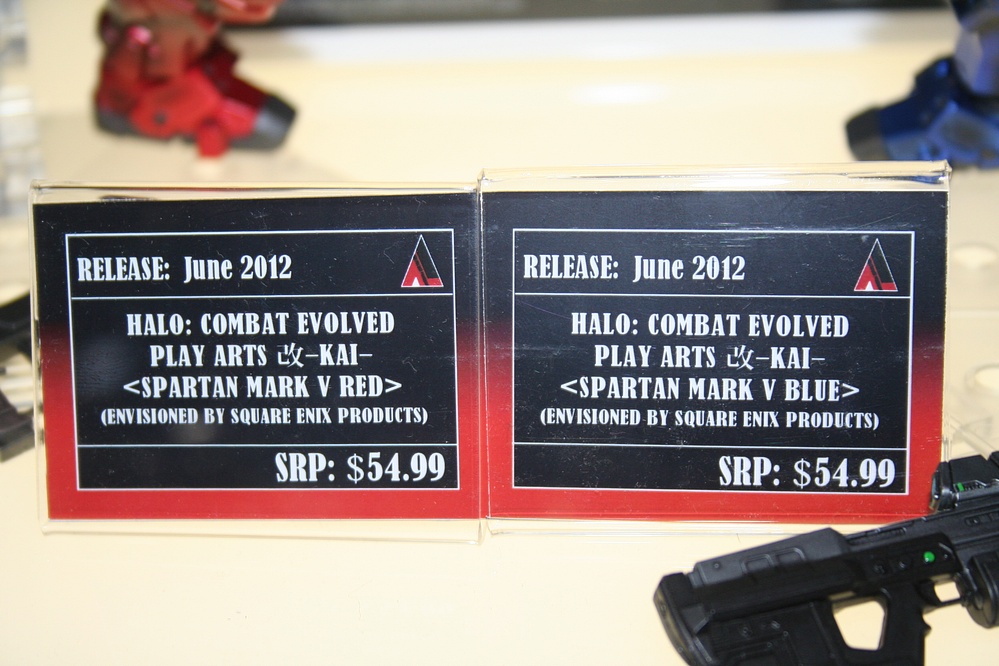 RELEASE: June 2012
HALO: COMBAT EVOLVED
PLAY ARTS 改-KAI-
<SPARTAN MARK V RED>
(ENVISIONED BY SQUARE ENIX PRODUCTS)
SRP: $54.99
RELEASE: June 2012
HALO: COMBAT EVOLVED
PLAY ARTS 改-KAI-
<SPARTAN MARK V BLUE>
(ENVISIONED BY SQUARE ENIX PRODUCTS)
SRP: $54.99